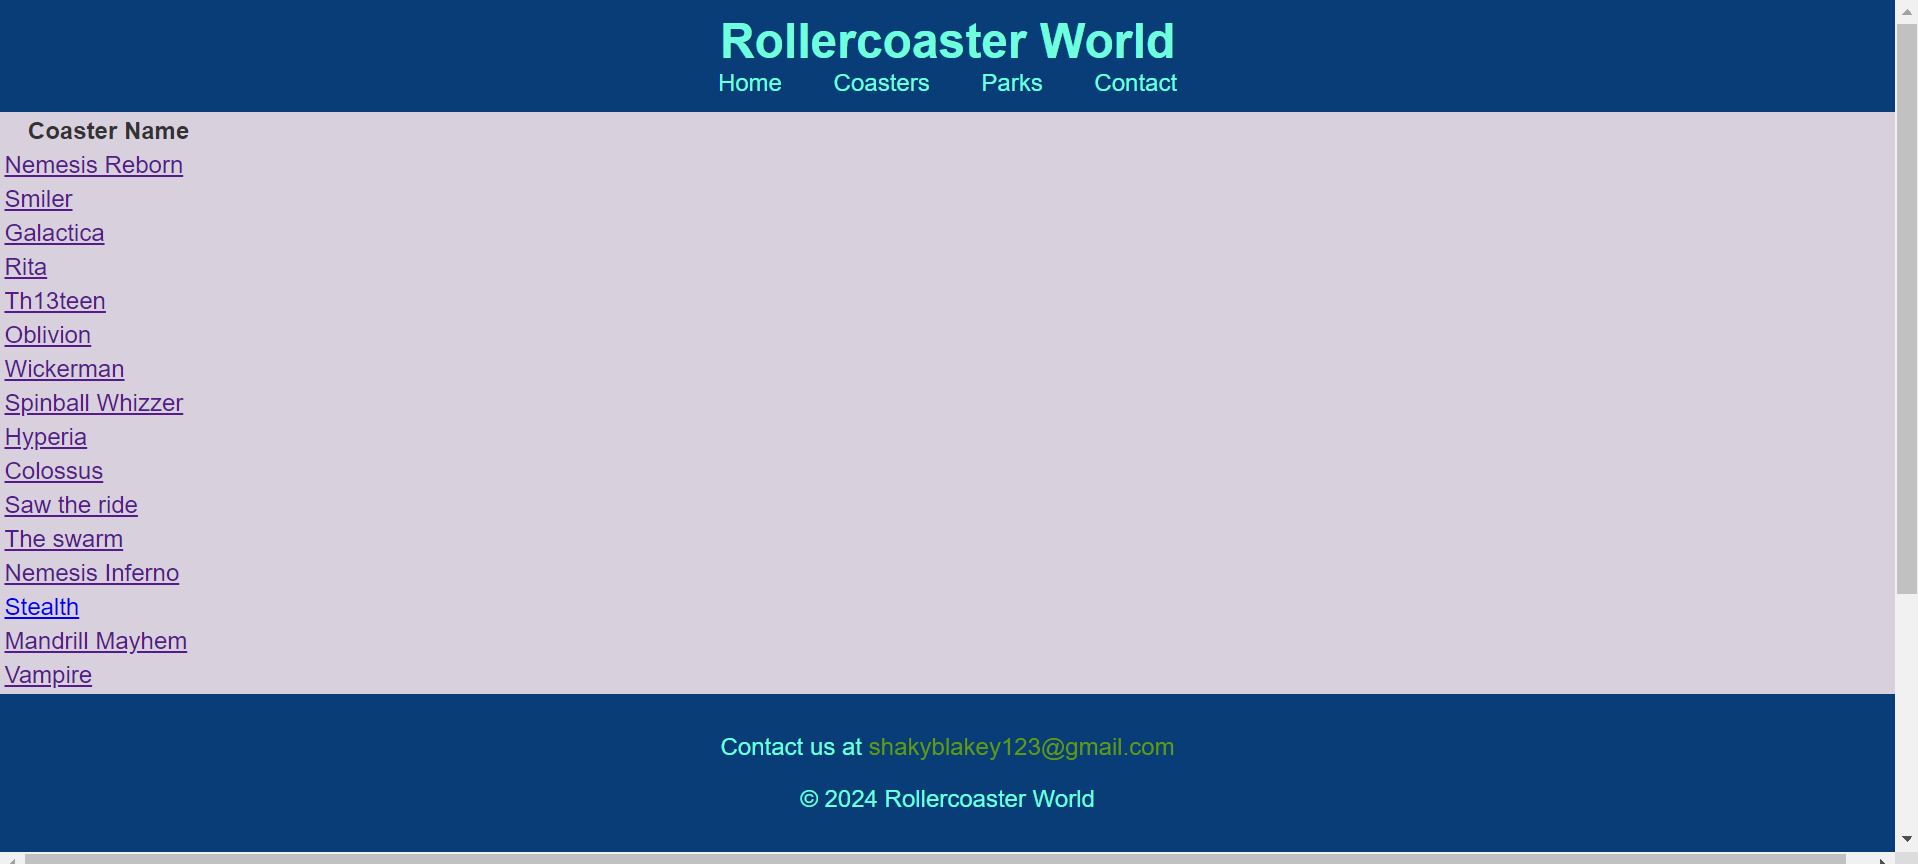 Rollercoaster World
Home Coasters Parks Contact
Coaster Name
Nemesis Reborn
Smiler
Galactica
Rita
Th13teen
Oblivion
Wickerman
Spinball Whizzer
Hyperia
Colossus
Saw the ride
The swarm
Nemesis Inferno
Stealth
Mandrill Mayhem
Vampire
Contact us at shakyblakey123@gmail.com
© 2024 Rollercoaster World